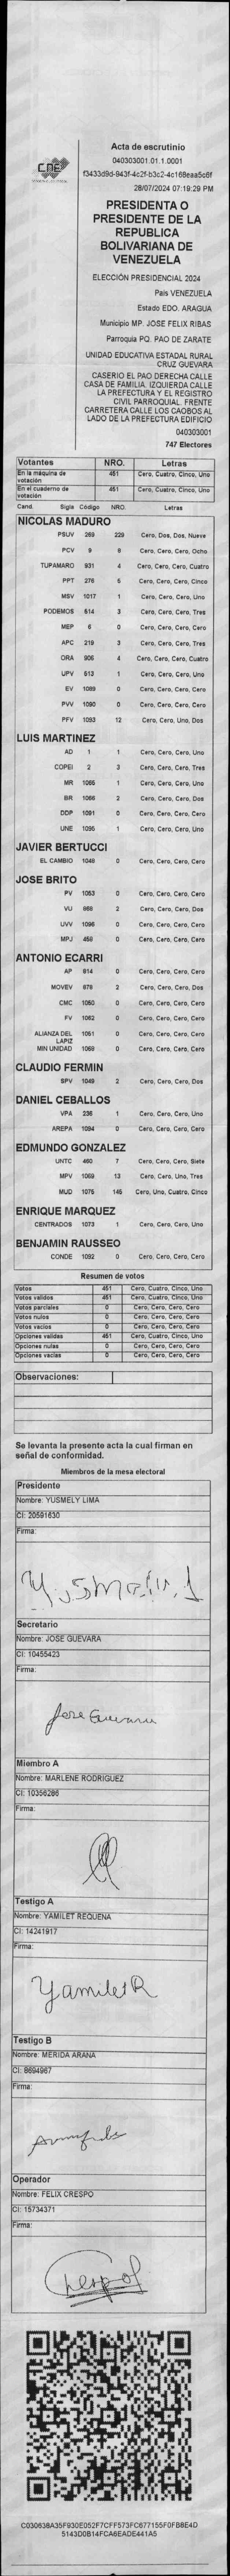 CNE
Acta de escrutinio
040303001.01.1.0001
f3433d9d-943f-4c2f-b3c2-4c168eaa5c6f
28/07/2024 07:19:29 PM
PRESIDENTA O
PRESIDENTE DE LA
REPUBLICA
BOLIVARIANA DE
VENEZUELA
ELECCIÓN PRESIDENCIAL 2024
País VENEZUELA
Estado EDO. ARAGUA
Municipio MP. JOSE FELIX RIBAS
Parroquia PQ. PAO DE ZARATE
UNIDAD EDUCATIVA ESTADAL RURAL
CRUZ GUEVARA
CASERIO EL PAO DERECHA CALLE
CASA DE FAMILIA. IZQUIERDA CALLE
LA PREFECTURA Y EL REGISTRO
CIVIL PARROQUIAL. FRENTE
CARRETERA CALLE LOS CAOBOS AL
LADO DE LA PREFECTURA EDIFICIO
040303001
747 Electores
Votantes NRO. Letras
En la máquina de votación 451 Cero, Cuatro, Cinco, Uno
En el cuaderno de votación 451 Cero, Cuatro, Cinco, Uno
Cand. Sigla Código NRO. Letras
NICOLAS MADURO
PSUV 269 229 Cero, Dos, Dos, Nueve
PCV 9 8 Cero, Cero, Cero, Ocho
TUPAMARO 931 4 Cero, Cero, Cero, Cuatro
PPT 276 5 Cero, Cero, Cero, Cinco
MSV 1017 1 Cero, Cero, Cero, Uno
PODEMOS 514 3 Cero, Cero, Cero, Tres
MEP 6 0 Cero, Cero, Cero, Cero
APC 219 3 Cero, Cero, Cero, Tres
ORA 906 4 Cero, Cero, Cero, Cuatro
UPV 513 1 Cero, Cero, Cero, Uno
EV 1089 0 Cero, Cero, Cero, Cero
PVV 1090 0 Cero, Cero, Cero, Cero
PFV 1093 12 Cero, Cero, Uno, Dos
LUIS MARTINEZ
AD 1 1 Cero, Cero, Cero, Uno
COPEI 2 3 Cero, Cero, Cero, Tres
MR 1065 1 Cero, Cero, Cero, Uno
BR 1066 2 Cero, Cero, Cero, Dos
DDP 1091 0 Cero, Cero, Cero, Cero
UNE 1095 1 Cero, Cero, Cero, Uno
JAVIER BERTUCCI
EL CAMBIO 1048 0 Cero, Cero, Cero, Cero
JOSE BRITO
PV 1053 0 Cero, Cero, Cero, Cero
VU 868 2 Cero, Cero, Cero, Dos
UVV 1096 0 Cero, Cero, Cero, Cero
MPJ 459 0 Cero, Cero, Cero, Cero
ANTONIO ECARRI
AP 914 0 Cero, Cero, Cero, Cero
MOVEV 878 2 Cero, Cero, Cero, Dos
CMC 1050 0 Cero, Cero, Cero, Cero
FV 1062 0 Cero, Cero, Cero, Cero
ALIANZA DEL LAPIZ 1051 0 Cero, Cero, Cero, Cero
MIN UNIDAD 1068 0 Cero, Cero, Cero, Cero
CLAUDIO FERMIN
SPV 1049 2 Cero, Cero, Cero, Dos
DANIEL CEBALLOS
VPA 236 1 Cero, Cero, Cero, Uno
AREPA 1094 0 Cero, Cero, Cero, Cero
EDMUNDO GONZALEZ
UNTC 460 7 Cero, Cero, Cero, Siete
MPV 1069 13 Cero, Cero, Uno, Tres
MUD 1075 145 Cero, Uno, Cuatro, Cinco
ENRIQUE MARQUEZ
CENTRADOS 1073 1 Cero, Cero, Cero, Uno
BENJAMIN RAUSSEO
CONDE 1092 0 Cero, Cero, Cero, Cero
Resumen de votos
Votos 451 Cero, Cuatro, Cinco, Uno
Votos validos 451 Cero, Cuatro, Cinco, Uno
Votos parciales 0 Cero, Cero, Cero, Cero
Votos nulos 0 Cero, Cero, Cero, Cero
Votos vacios 0 Cero, Cero, Cero, Cero
Opciones validas 451 Cero, Cuatro, Cinco, Uno
Opciones nulas 0 Cero, Cero, Cero, Cero
Opciones vacias 0 Cero, Cero, Cero, Cero
Observaciones:
Se levanta la presente acta la cual firman en
señal de conformidad.
Miembros de la mesa electoral
Presidente
Nombre: YUSMELY LIMA
CI: 20591630
Firma:
Secretario
Nombre: JOSE GUEVARA
CI: 10455423
Firma:
Jose Guevara
Miembro A
Nombre: MARLENE RODRIGUEZ
CI: 10356286
Firma:
Testigo A
Nombre: YAMILET REQUENA
CI: 14241917
Firma:
Yamilet R
Testigo B
Nombre: MERIDA ARANA
CI: 8694967
Firma:
Operador
Nombre: FELIX CRESPO
CI: 15734371
Firma:
Crespo f
C030638A35F930E052F7CFF573FC677155F0FB8E4D
5143D0B14FCA6EADE441A5